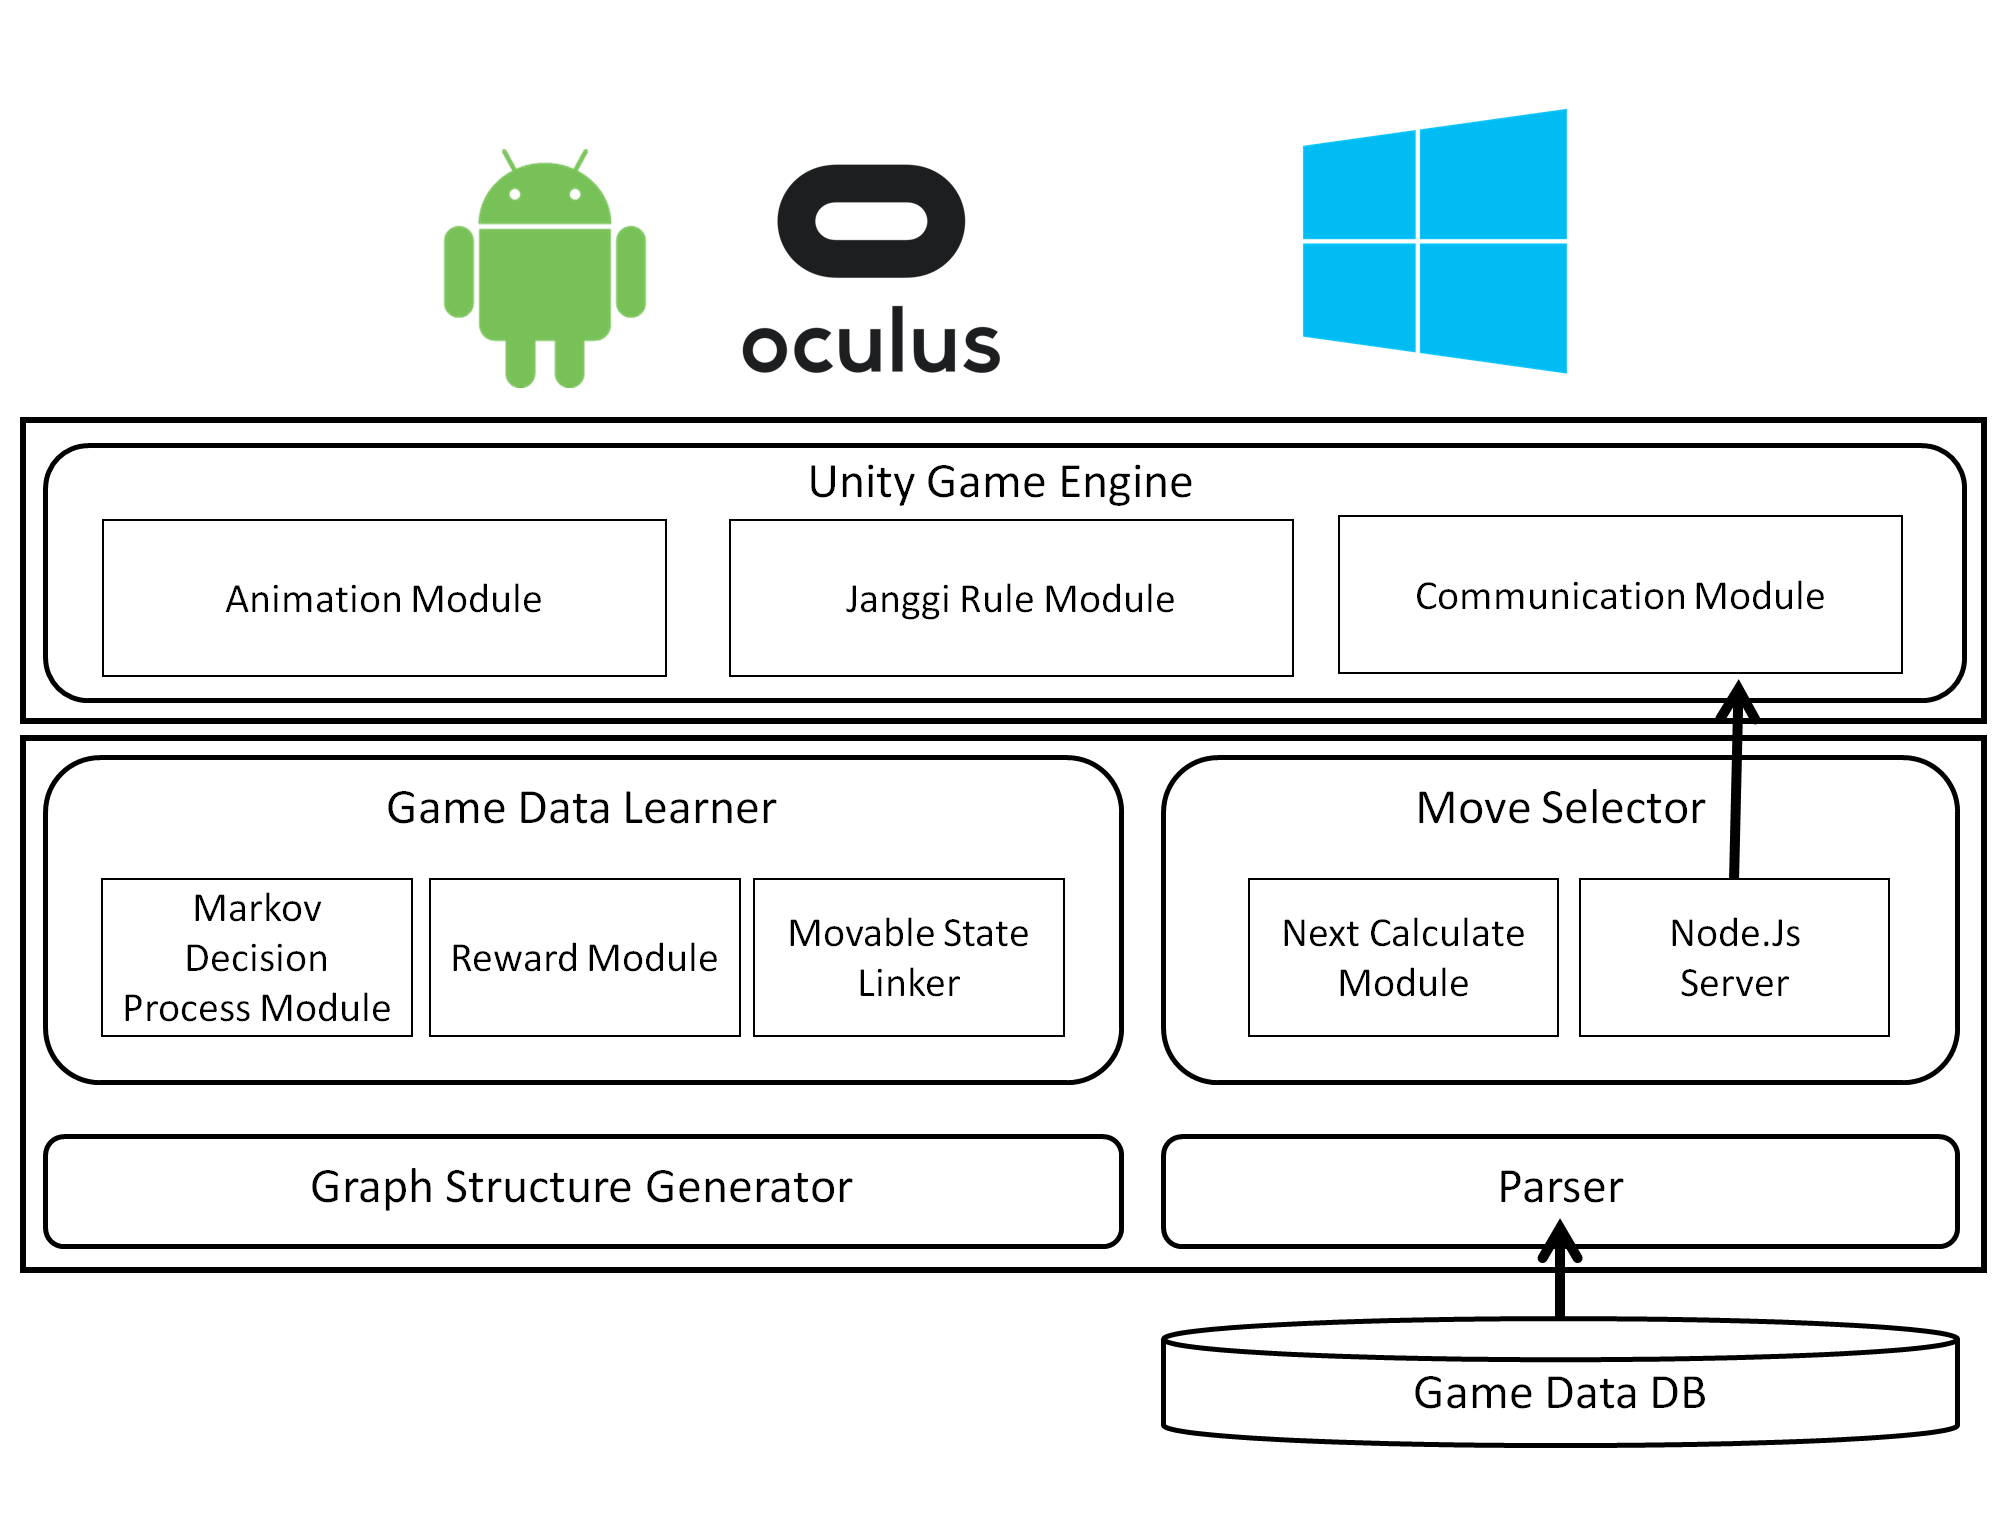 oculus
Unity Game Engine
Animation Module
Janggi Rule Module
Communication Module
Game Data Learner
Markov
Decision
Process Module
Reward Module
Movable State
Linker
Move Selector
Next Calculate
Module
Node.Js
Server
Graph Structure Generator
Parser
Game Data DB